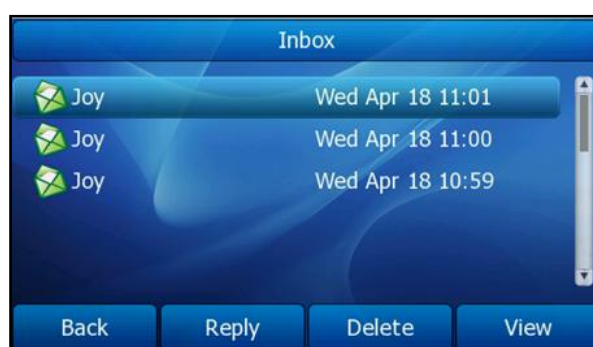 Inbox
Joy Wed Apr 18 11:01
Joy Wed Apr 18 11:00
Joy Wed Apr 18 10:59
Back Reply Delete View